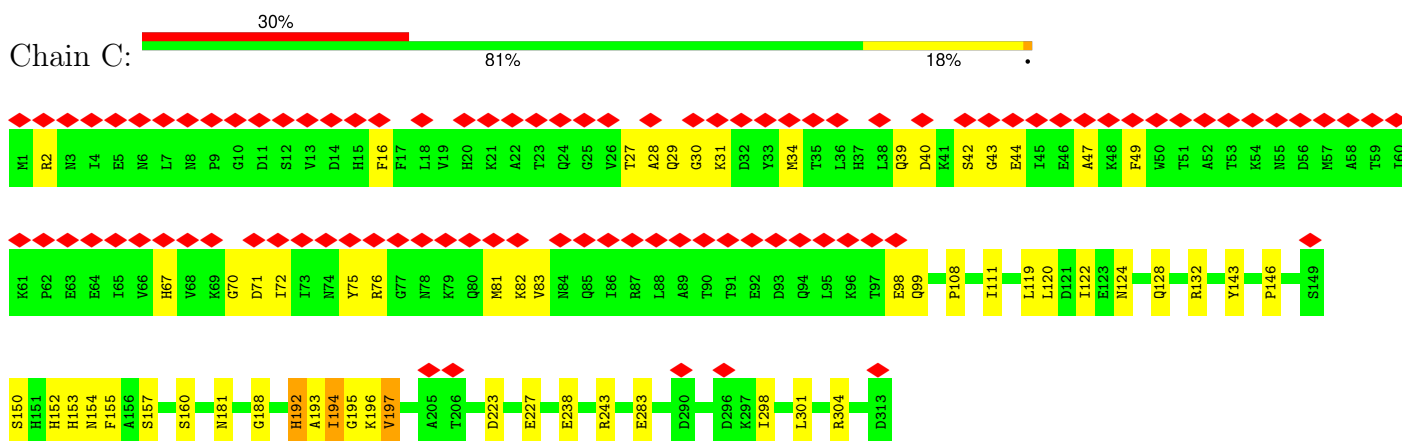 30%
Chain C:
81% 18% •
M1 R2 N3 I4 E5 N6 L7 N8 P9 G10 D11 S12 V13 D14 H15 F16 F17 L18 V19 H20 K21 A22 T23 Q24 G25 V26 T27 A28 Q29 G30 K31 D32 Y33 M34 T35 L36 H37 L38 Q39 D40 K41 S42 G43 E44 I45 E46 A47 K48 F49 W50 T51 A52 T53 K54 N55 D56 M57 A58 T59 I60
K61 P62 E63 E64 I65 V66 H67 V68 K69 G70 D71 I72 I73 N74 Y75 R76 G77 N78 K79 Q80 M81 K82 V83 N84 Q85 I86 R87 L88 A89 T90 T91 E92 D93 Q94 L95 K96 T97 E98 Q99 P108 I111 L119 L120 D121 I122 E123 N124 Q128 R132 Y143 P146 S149
S150 H151 H152 H153 N154 F155 A156 S157 S160 N181 G188 H192 A193 I194 G195 K196 V197 A205 T206 D223 E227 E238 R243 E283 D290 D296 K297 I298 L301 R304 D313